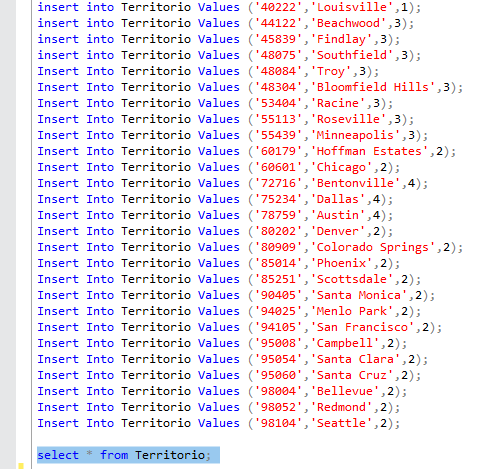 insert into Territorio Values ('40222','Louisville',1);
Insert Into Territorio Values ('44122','Beachwood',3);
Insert Into Territorio Values ('45839','Findlay',3);
Insert Into Territorio Values ('48075','Southfield',3);
Insert Into Territorio Values ('48084','Troy',3);
Insert Into Territorio Values ('48304','Bloomfield Hills',3);
Insert Into Territorio Values ('53404','Racine',3);
Insert Into Territorio Values ('55113','Roseville',3);
Insert Into Territorio Values ('55439','Minneapolis',3);
Insert Into Territorio Values ('60179','Hoffman Estates',2);
Insert Into Territorio Values ('60601','Chicago',2);
Insert Into Territorio Values ('72716','Bentonville',4);
Insert Into Territorio Values ('75234','Dallas',4);
Insert Into Territorio Values ('78759','Austin',4);
Insert Into Territorio Values ('80202','Denver',2);
Insert Into Territorio Values ('80909','Colorado Springs',2);
Insert Into Territorio Values ('85014','Phoenix',2);
Insert Into Territorio Values ('85251','Scottsdale',2);
Insert Into Territorio Values ('90405','Santa Monica',2);
Insert Into Territorio Values ('94025','Menlo Park',2);
Insert Into Territorio Values ('94105','San Francisco',2);
Insert Into Territorio Values ('95008','Campbell',2);
Insert Into Territorio Values ('95054','Santa Clara',2);
Insert Into Territorio Values ('95060','Santa Cruz',2);
Insert Into Territorio Values ('98004','Bellevue',2);
Insert Into Territorio Values ('98052','Redmond',2);
Insert Into Territorio Values ('98104','Seattle',2);
select * from Territorio;